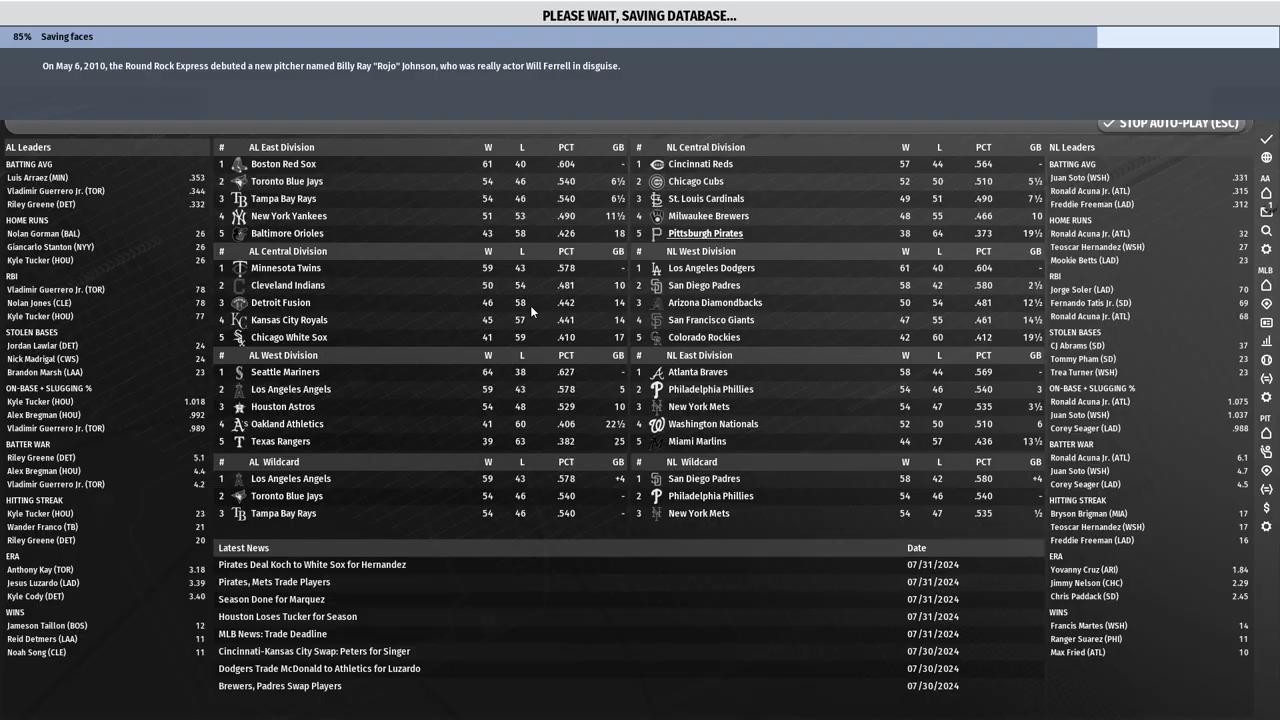 PLEASE WAIT, SAVING DATABASE...
85% Saving faces
On May 6, 2010, the Round Rock Express debuted a new pitcher named Billy Ray "Rojo" Johnson, who was really actor Will Ferrell in disguise.
STOP AUTO-PLAY (ESC)
AL Leaders
BATTING AVG
Luis Arraez (MIN) .353
Vladimir Guerrero Jr. (TOR) .344
Riley Greene (DET) .332
HOME RUNS
Nolan Gorman (BAL) 26
Giancarlo Stanton (NYY) 26
Kyle Tucker (HOU) 26
RBI
Vladimir Guerrero Jr. (TOR) 78
Nolan Jones (CLE) 78
Kyle Tucker (HOU) 77
STOLEN BASES
Jordan Lawlar (DET) 24
Nick Madrigal (CWS) 24
Brandon Marsh (LAA) 23
ON-BASE + SLUGGING %
Kyle Tucker (HOU) 1.018
Alex Bregman (HOU) .992
Vladimir Guerrero Jr. (TOR) .989
BATTER WAR
Riley Greene (DET) 5.1
Alex Bregman (HOU) 4.4
Vladimir Guerrero Jr. (TOR) 4.2
HITTING STREAK
Kyle Tucker (HOU) 23
Wander Franco (TB) 21
Riley Greene (DET) 20
ERA
Anthony Kay (TOR) 3.18
Jesus Luzardo (LAD) 3.39
Kyle Cody (DET) 3.40
WINS
Jameson Taillon (BOS) 12
Reid Detmers (LAA) 11
Noah Song (CLE) 11
# AL East Division W L PCT GB
1 Boston Red Sox 61 40 .604 -
2 Toronto Blue Jays 54 46 .540 6½
3 Tampa Bay Rays 54 46 .540 6½
4 New York Yankees 51 53 .490 11½
5 Baltimore Orioles 43 58 .426 18
# AL Central Division W L PCT GB
1 Minnesota Twins 59 43 .578 -
2 Cleveland Indians 50 54 .481 10
3 Detroit Fusion 46 58 .442 14
4 Kansas City Royals 45 57 .441 14
5 Chicago White Sox 41 59 .410 17
# AL West Division W L PCT GB
1 Seattle Mariners 64 38 .627 -
2 Los Angeles Angels 59 43 .578 5
3 Houston Astros 54 48 .529 10
4 Oakland Athletics 41 60 .406 22½
5 Texas Rangers 39 63 .382 25
# AL Wildcard W L PCT GB
1 Los Angeles Angels 59 43 .578 +4
2 Toronto Blue Jays 54 46 .540 -
3 Tampa Bay Rays 54 46 .540 -
# NL Central Division W L PCT GB
1 Cincinnati Reds 57 44 .564 -
2 Chicago Cubs 52 50 .510 5½
3 St. Louis Cardinals 49 51 .490 7½
4 Milwaukee Brewers 48 55 .466 10
5 Pittsburgh Pirates 38 64 .373 19½
# NL West Division W L PCT GB
1 Los Angeles Dodgers 61 40 .604 -
2 San Diego Padres 58 42 .580 2½
3 Arizona Diamondbacks 50 54 .481 12½
4 San Francisco Giants 47 55 .461 14½
5 Colorado Rockies 42 60 .412 19½
# NL East Division W L PCT GB
1 Atlanta Braves 58 44 .569 -
2 Philadelphia Phillies 54 46 .540 3
3 New York Mets 54 47 .535 3½
4 Washington Nationals 52 50 .510 6
5 Miami Marlins 44 57 .436 13½
# NL Wildcard W L PCT GB
1 San Diego Padres 58 42 .580 +4
2 Philadelphia Phillies 54 46 .540 -
3 New York Mets 54 47 .535 ½
Latest News Date
Pirates Deal Koch to White Sox for Hernandez 07/31/2024
Pirates, Mets Trade Players 07/31/2024
Season Done for Marquez 07/31/2024
Houston Loses Tucker for Season 07/31/2024
MLB News: Trade Deadline 07/31/2024
Cincinnati-Kansas City Swap: Peters for Singer 07/30/2024
Dodgers Trade McDonald to Athletics for Luzardo 07/30/2024
Brewers, Padres Swap Players 07/30/2024
NL Leaders
BATTING AVG
Juan Soto (WSH) .331
Ronald Acuna Jr. (ATL) .315
Freddie Freeman (LAD) .312
HOME RUNS
Ronald Acuna Jr. (ATL) 32
Teoscar Hernandez (WSH) 27
Mookie Betts (LAD) 23
RBI
Jorge Soler (LAD) 70
Fernando Tatis Jr. (SD) 69
Ronald Acuna Jr. (ATL) 68
STOLEN BASES
CJ Abrams (SD) 37
Tommy Pham (SD) 23
Trea Turner (WSH) 23
ON-BASE + SLUGGING %
Ronald Acuna Jr. (ATL) 1.075
Juan Soto (WSH) 1.037
Corey Seager (LAD) .988
BATTER WAR
Ronald Acuna Jr. (ATL) 6.1
Juan Soto (WSH) 4.7
Corey Seager (LAD) 4.5
HITTING STREAK
Bryson Brigman (MIA) 17
Teoscar Hernandez (WSH) 17
Freddie Freeman (LAD) 16
ERA
Yovanny Cruz (ARI) 1.84
Jimmy Nelson (CHC) 2.29
Chris Paddack (SD) 2.45
WINS
Francis Martes (WSH) 14
Ranger Suarez (PHI) 11
Max Fried (ATL) 10
AA
MLB
PIT